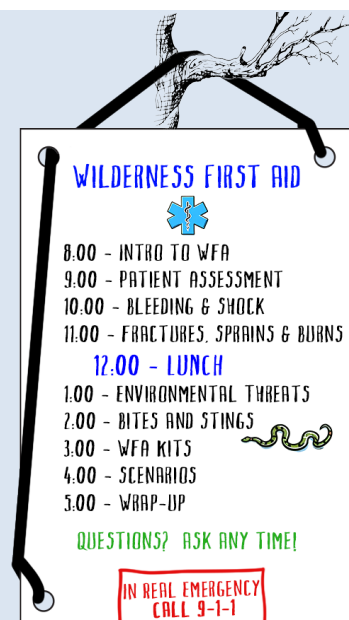 WILDERNESS FIRST AID
8:00 - INTRO TO WFA
9:00 - PATIENT ASSESSMENT
10:00 - BLEEDING & SHOCK
11:00 - FRACTURES, SPRAINS & BURNS
12:00 - LUNCH
1:00 - ENVIRONMENTAL THREATS
2:00 - BITES AND STINGS
3:00 - WFA KITS
4:00 - SCENARIOS
5:00 - WRAP-UP
QUESTIONS? ASK ANY TIME!
IN REAL EMERGENCY
CALL 9-1-1